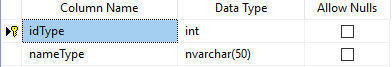 Column Name Data Type Allow Nulls
idType int
nameType nvarchar(50)